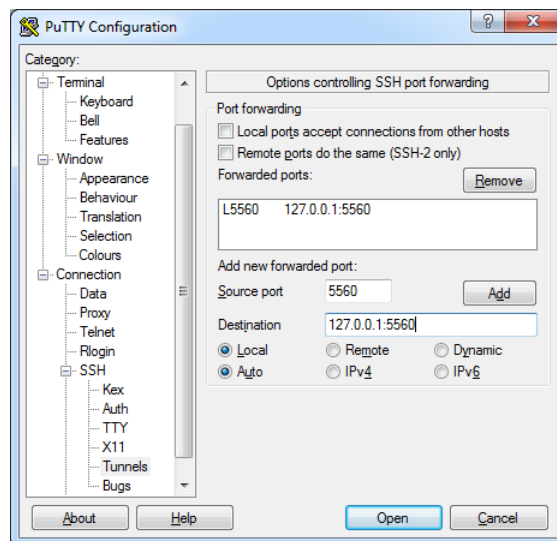 PuTTY Configuration
Category:
Terminal
Keyboard
Bell
Features
Window
Appearance
Behaviour
Translation
Selection
Colours
Connection
Data
Proxy
Telnet
Rlogin
SSH
Kex
Auth
TTY
X11
Tunnels
Bugs
Options controlling SSH port forwarding
Port forwarding
Local ports accept connections from other hosts
Remote ports do the same (SSH-2 only)
Forwarded ports:
Remove
L5560 127.0.0.1:5560
Add new forwarded port:
Source port 5560 Add
Destination 127.0.0.1:5560
Local Remote Dynamic
Auto IPv4 IPv6
About Help Open Cancel